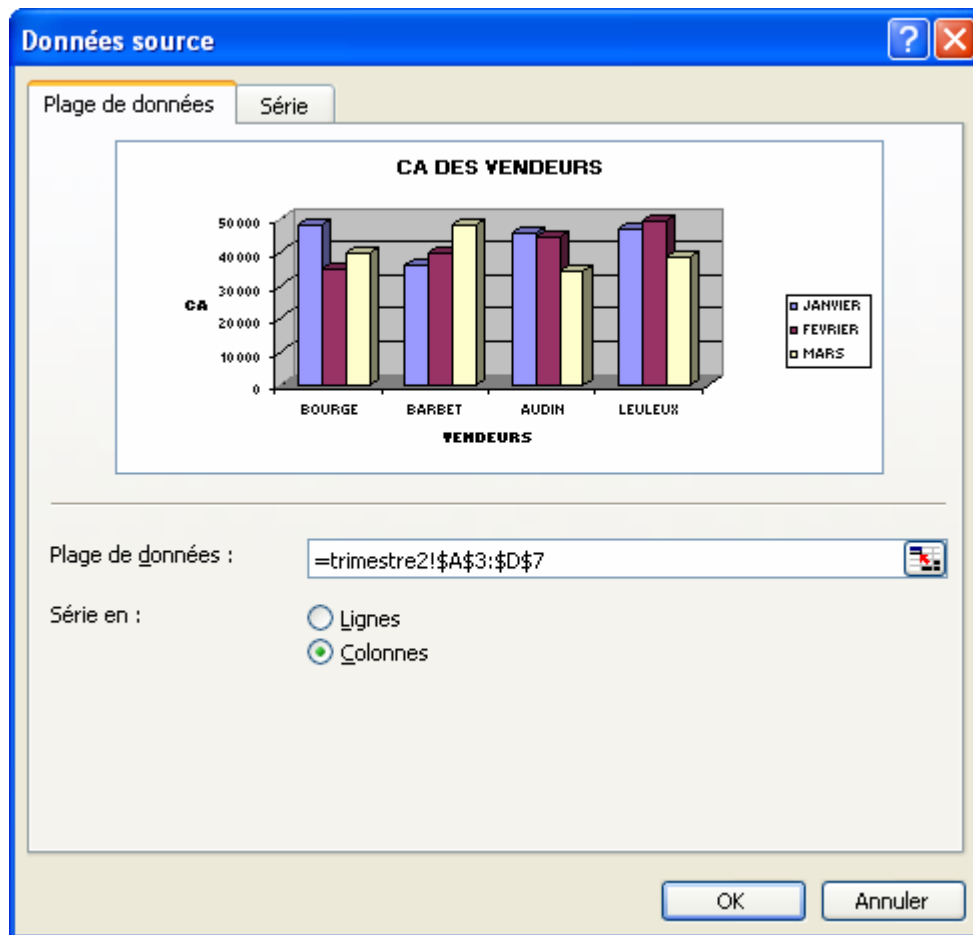 Données source
Plage de données
Série
CA DES VENDEURS
50 000
40 000
30 000
20 000
10 000
0
CA
BOURGE
BARBET
AUDIN
LEULEUX
VENDEURS
JANVIER
FEVRIER
MARS
Plage de données :
=trimestre2!$A$3:$D$7
Série en :
Lignes
Colonnes
OK
Annuler